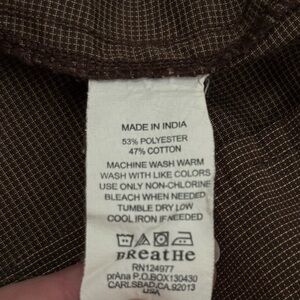 MADE IN INDIA
53% POLYESTER
47% COTTON
MACHINE WASH WARM
WASH WITH LIKE COLORS
USE ONLY NON-CHLORINE
BLEACH WHEN NEEDED
TUMBLE DRY LOW
COOL IRON IF NEEDED
BReatHe
RN124977
prAna P.O.BOX130430
CARLSBAD,CA,92013
USA